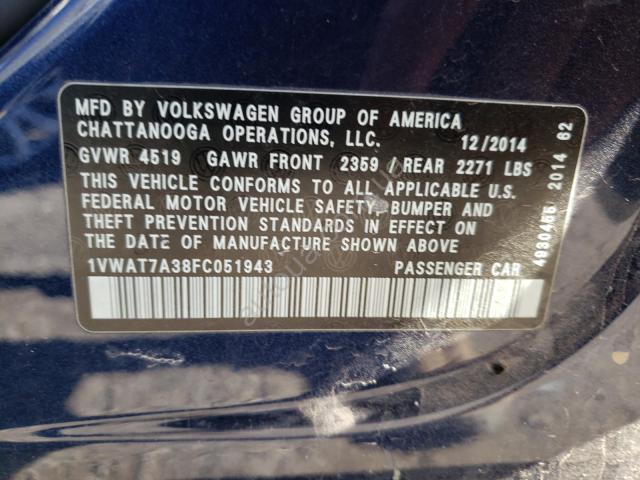 MFD BY VOLKSWAGEN GROUP OF AMERICA
CHATTANOOGA OPERATIONS, LLC. 12/2014
GVWR 4519 GAWR FRONT 2359 / REAR 2271 LBS
THIS VEHICLE CONFORMS TO ALL APPLICABLE U.S.
FEDERAL MOTOR VEHICLE SAFETY, BUMPER AND
THEFT PREVENTION STANDARDS IN EFFECT ON
THE DATE OF MANUFACTURE SHOWN ABOVE
1VWAT7A38FC051943 PASSENGER CAR
4980455 2014 62